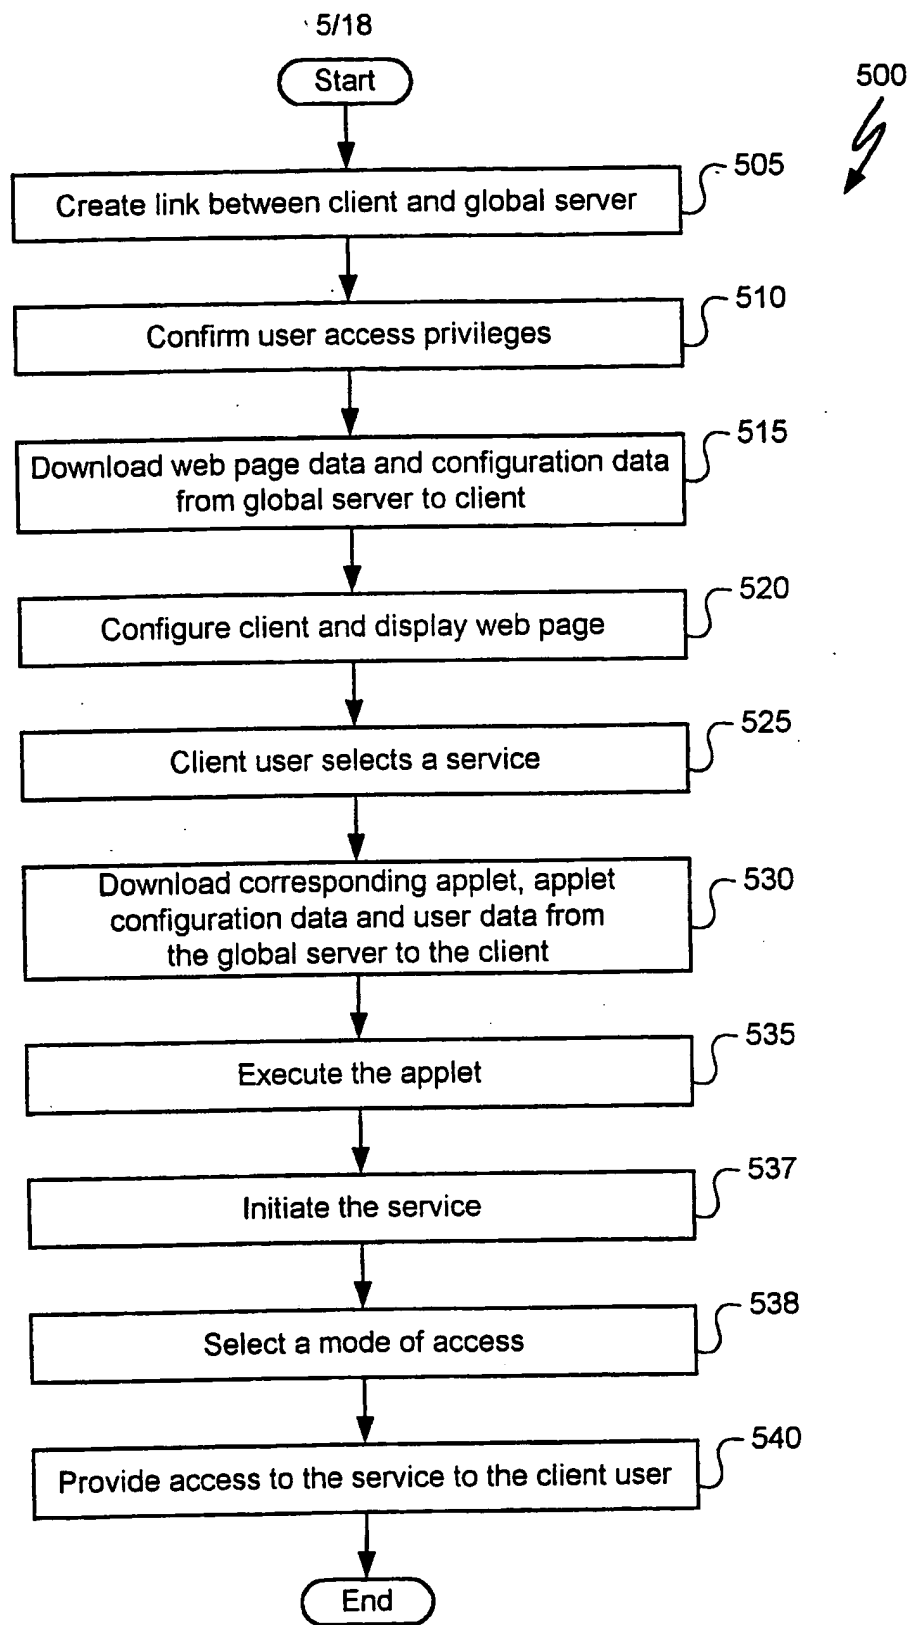 5/18
Start
500
505
Create link between client and global server
510
Confirm user access privileges
515
Download web page data and configuration data
from global server to client
520
Configure client and display web page
525
Client user selects a service
530
Download corresponding applet, applet
configuration data and user data from
the global server to the client
535
Execute the applet
537
Initiate the service
538
Select a mode of access
540
Provide access to the service to the client user
End